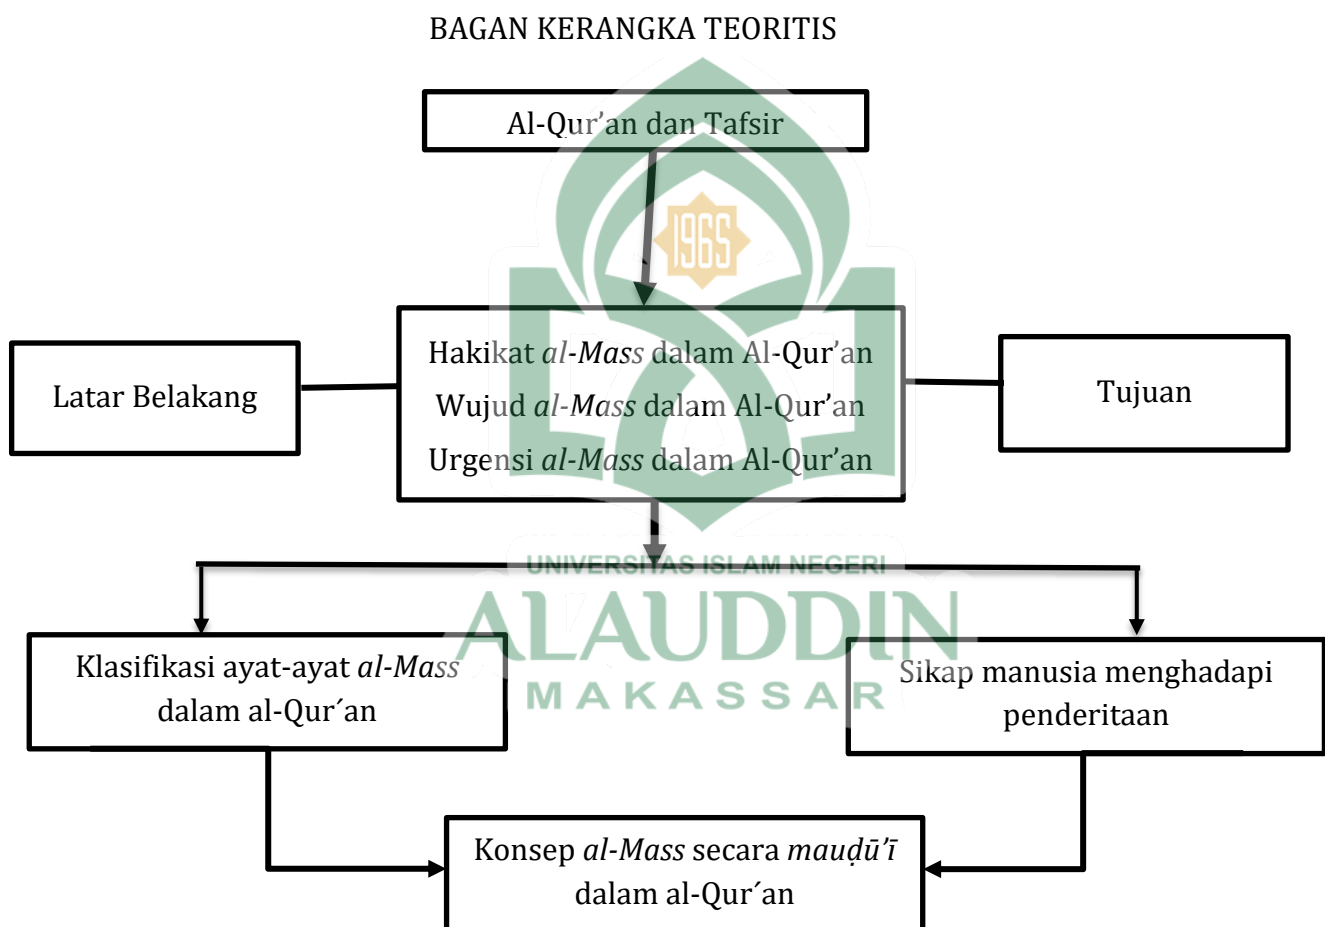 BAGAN KERANGKA TEORITIS
Al-Qur’an dan Tafsir
1965
Latar Belakang
Hakikat al-Mass dalam Al-Qur’an
Wujud al-Mass dalam Al-Qur’an
Urgensi al-Mass dalam Al-Qur’an
Tujuan
UNIVERSITAS ISLAM NEGERI
ALAUDDIN
MAKASSAR
Klasifikasi ayat-ayat al-Mass
dalam al-Qur´an
Sikap manusia menghadapi
penderitaan
Konsep al-Mass secara mauḍū’ī
dalam al-Qur´an